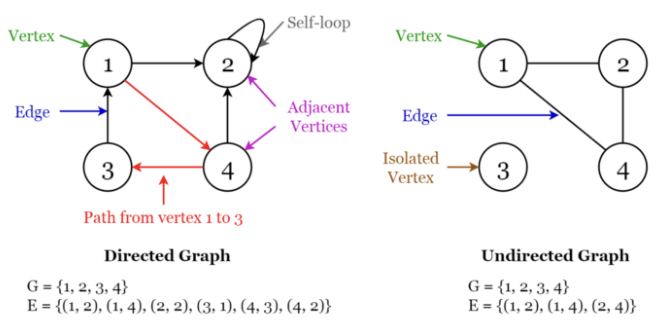 Vertex
Self-loop
1
2
Edge
Adjacent
Vertices
3
4
Path from vertex 1 to 3
Directed Graph
G = {1, 2, 3, 4}
E = {(1, 2), (1, 4), (2, 2), (3, 1), (4, 3), (4, 2)}
Vertex
1
2
Edge
Isolated
Vertex
3
4
Undirected Graph
G = {1, 2, 3, 4}
E = {(1, 2), (1, 4), (2, 4)}